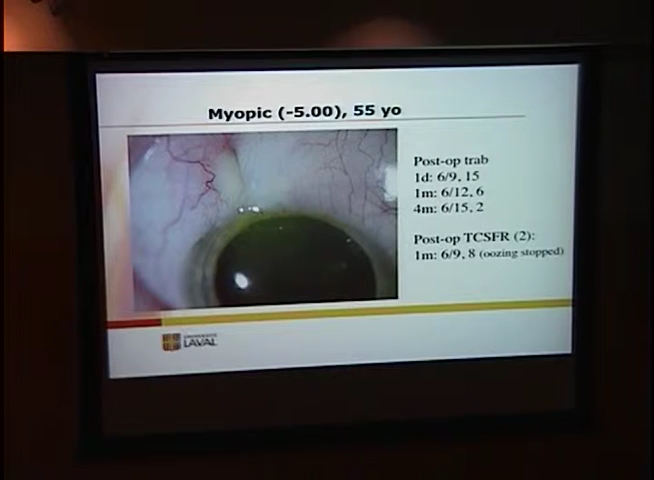 Myopic (-5.00), 55 yo
Post-op trab
1d: 6/9, 15
1m: 6/12, 6
4m: 6/15, 2
Post-op TCSFR (2):
1m: 6/9, 8 (oozing stopped)
UNIVERSITÉ
LAVAL